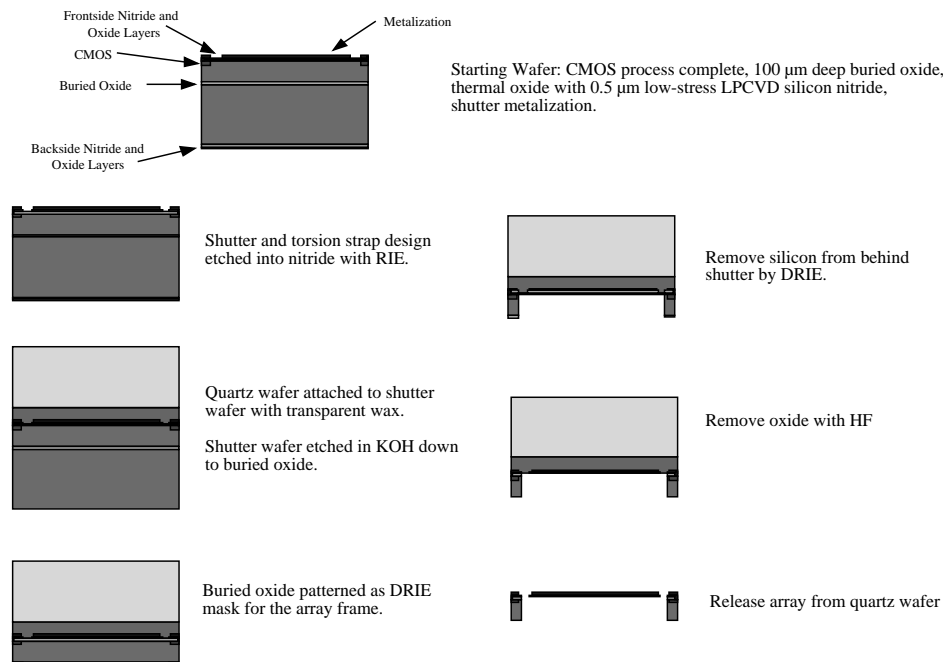 Frontside Nitride and
Oxide Layers
Metalization
CMOS
Buried Oxide
Backside Nitride and
Oxide Layers
Starting Wafer: CMOS process complete, 100 µm deep buried oxide,
thermal oxide with 0.5 µm low-stress LPCVD silicon nitride,
shutter metalization.
Shutter and torsion strap design
etched into nitride with RIE.
Quartz wafer attached to shutter
wafer with transparent wax.
Shutter wafer etched in KOH down
to buried oxide.
Buried oxide patterned as DRIE
mask for the array frame.
Remove silicon from behind
shutter by DRIE.
Remove oxide with HF
Release array from quartz wafer